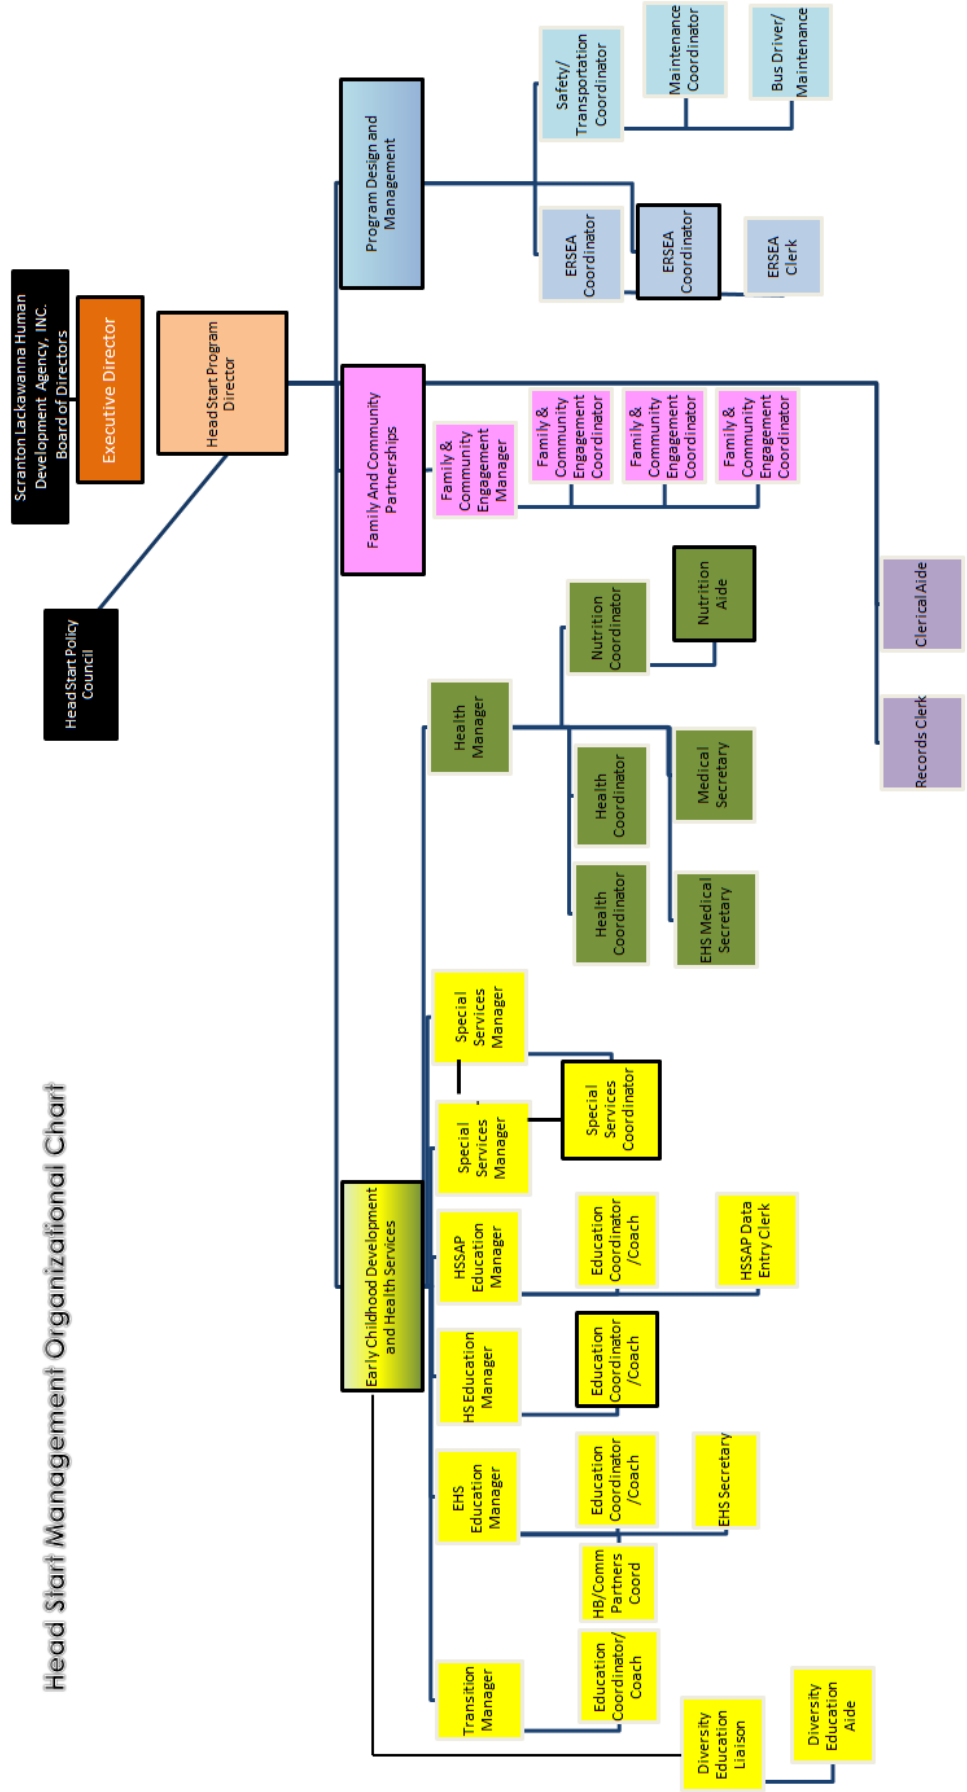 Head Start Management Organizational Chart
Scranton Lackawanna Human
Development Agency, INC.
Board of Directors
Executive Director
Head Start Policy
Council
Head Start Program
Director
Early Childhood Development
and Health Services
Family And Community
Partnerships
Program Design and
Management
Transition
Manager
EHS
Education
Manager
HS Education
Manager
HSSAP
Education
Manager
Special
Services
Manager
Special
Services
Manager
Health
Manager
Family &
Community
Engagement
Manager
Education
Coordinator/
Coach
HB/Comm
Partners
Coord
Education
Coordinator
/Coach
Education
Coordinator
/Coach
Education
Coordinator
/Coach
Special
Services
Coordinator
Health
Coordinator
Health
Coordinator
Nutrition
Coordinator
Family &
Community
Engagement
Coordinator
ERSEA
Coordinator
Safety/
Transportation
Coordinator
Diversity
Education
Liaison
EHS Secretary
HSSAP Data
Entry Clerk
EHS Medical
Secretary
Medical
Secretary
Nutrition
Aide
Family &
Community
Engagement
Coordinator
ERSEA
Coordinator
Maintenance
Coordinator
Diversity
Education
Aide
Family &
Community
Engagement
Coordinator
ERSEA
Clerk
Bus Driver/
Maintenance
Records Clerk
Clerical Aide